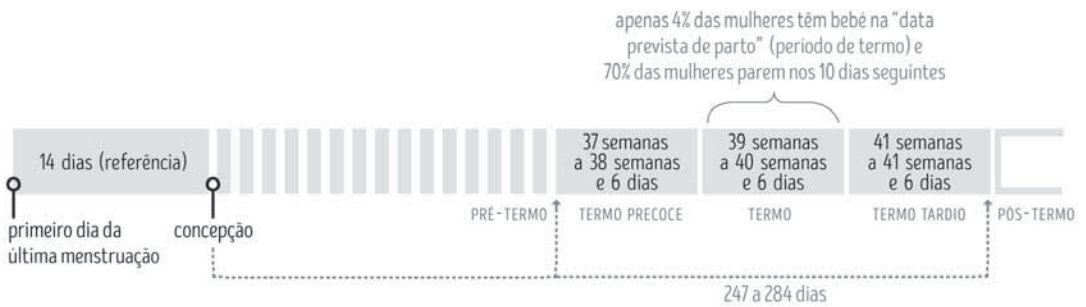 apenas 4% das mulheres têm bebé na “data
prevista de parto” (período de termo) e
70% das mulheres parem nos 10 dias seguintes
14 dias (referência)
37 semanas
a 38 semanas
e 6 dias
39 semanas
a 40 semanas
e 6 dias
41 semanas
a 41 semanas
e 6 dias
primeiro dia da
última menstruação
concepção
PRÉ-TERMO
TERMO PRECOCE
TERMO
TERMO TARDIO
PÓS-TERMO
247 a 284 dias